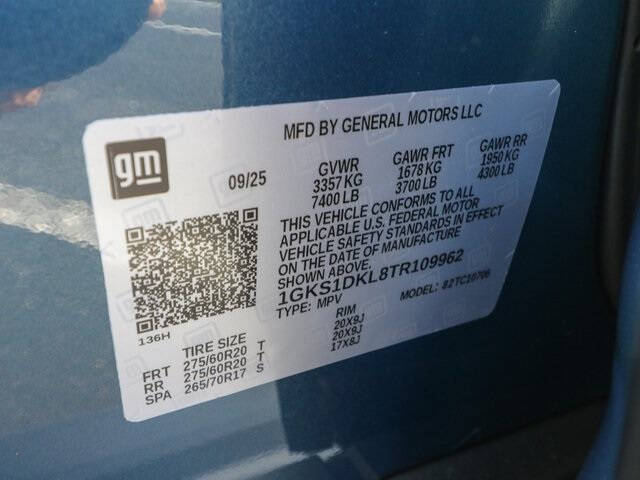 gm
MFD BY GENERAL MOTORS LLC
09/25
GVWR GAWR FRT GAWR RR
3357 KG 1678 KG 1950 KG
7400 LB 3700 LB 4300 LB
THIS VEHICLE CONFORMS TO ALL
APPLICABLE U.S. FEDERAL MOTOR
VEHICLE SAFETY STANDARDS IN EFFECT
ON THE DATE OF MANUFACTURE
SHOWN ABOVE.
1GKS1DKL8TR109962
TYPE: MPV MODEL: 82TC10706
136H
TIRE SIZE RIM
FRT 275/60R20 T 20X9J
RR 275/60R20 T 20X9J
SPA 265/70R17 S 17X8J